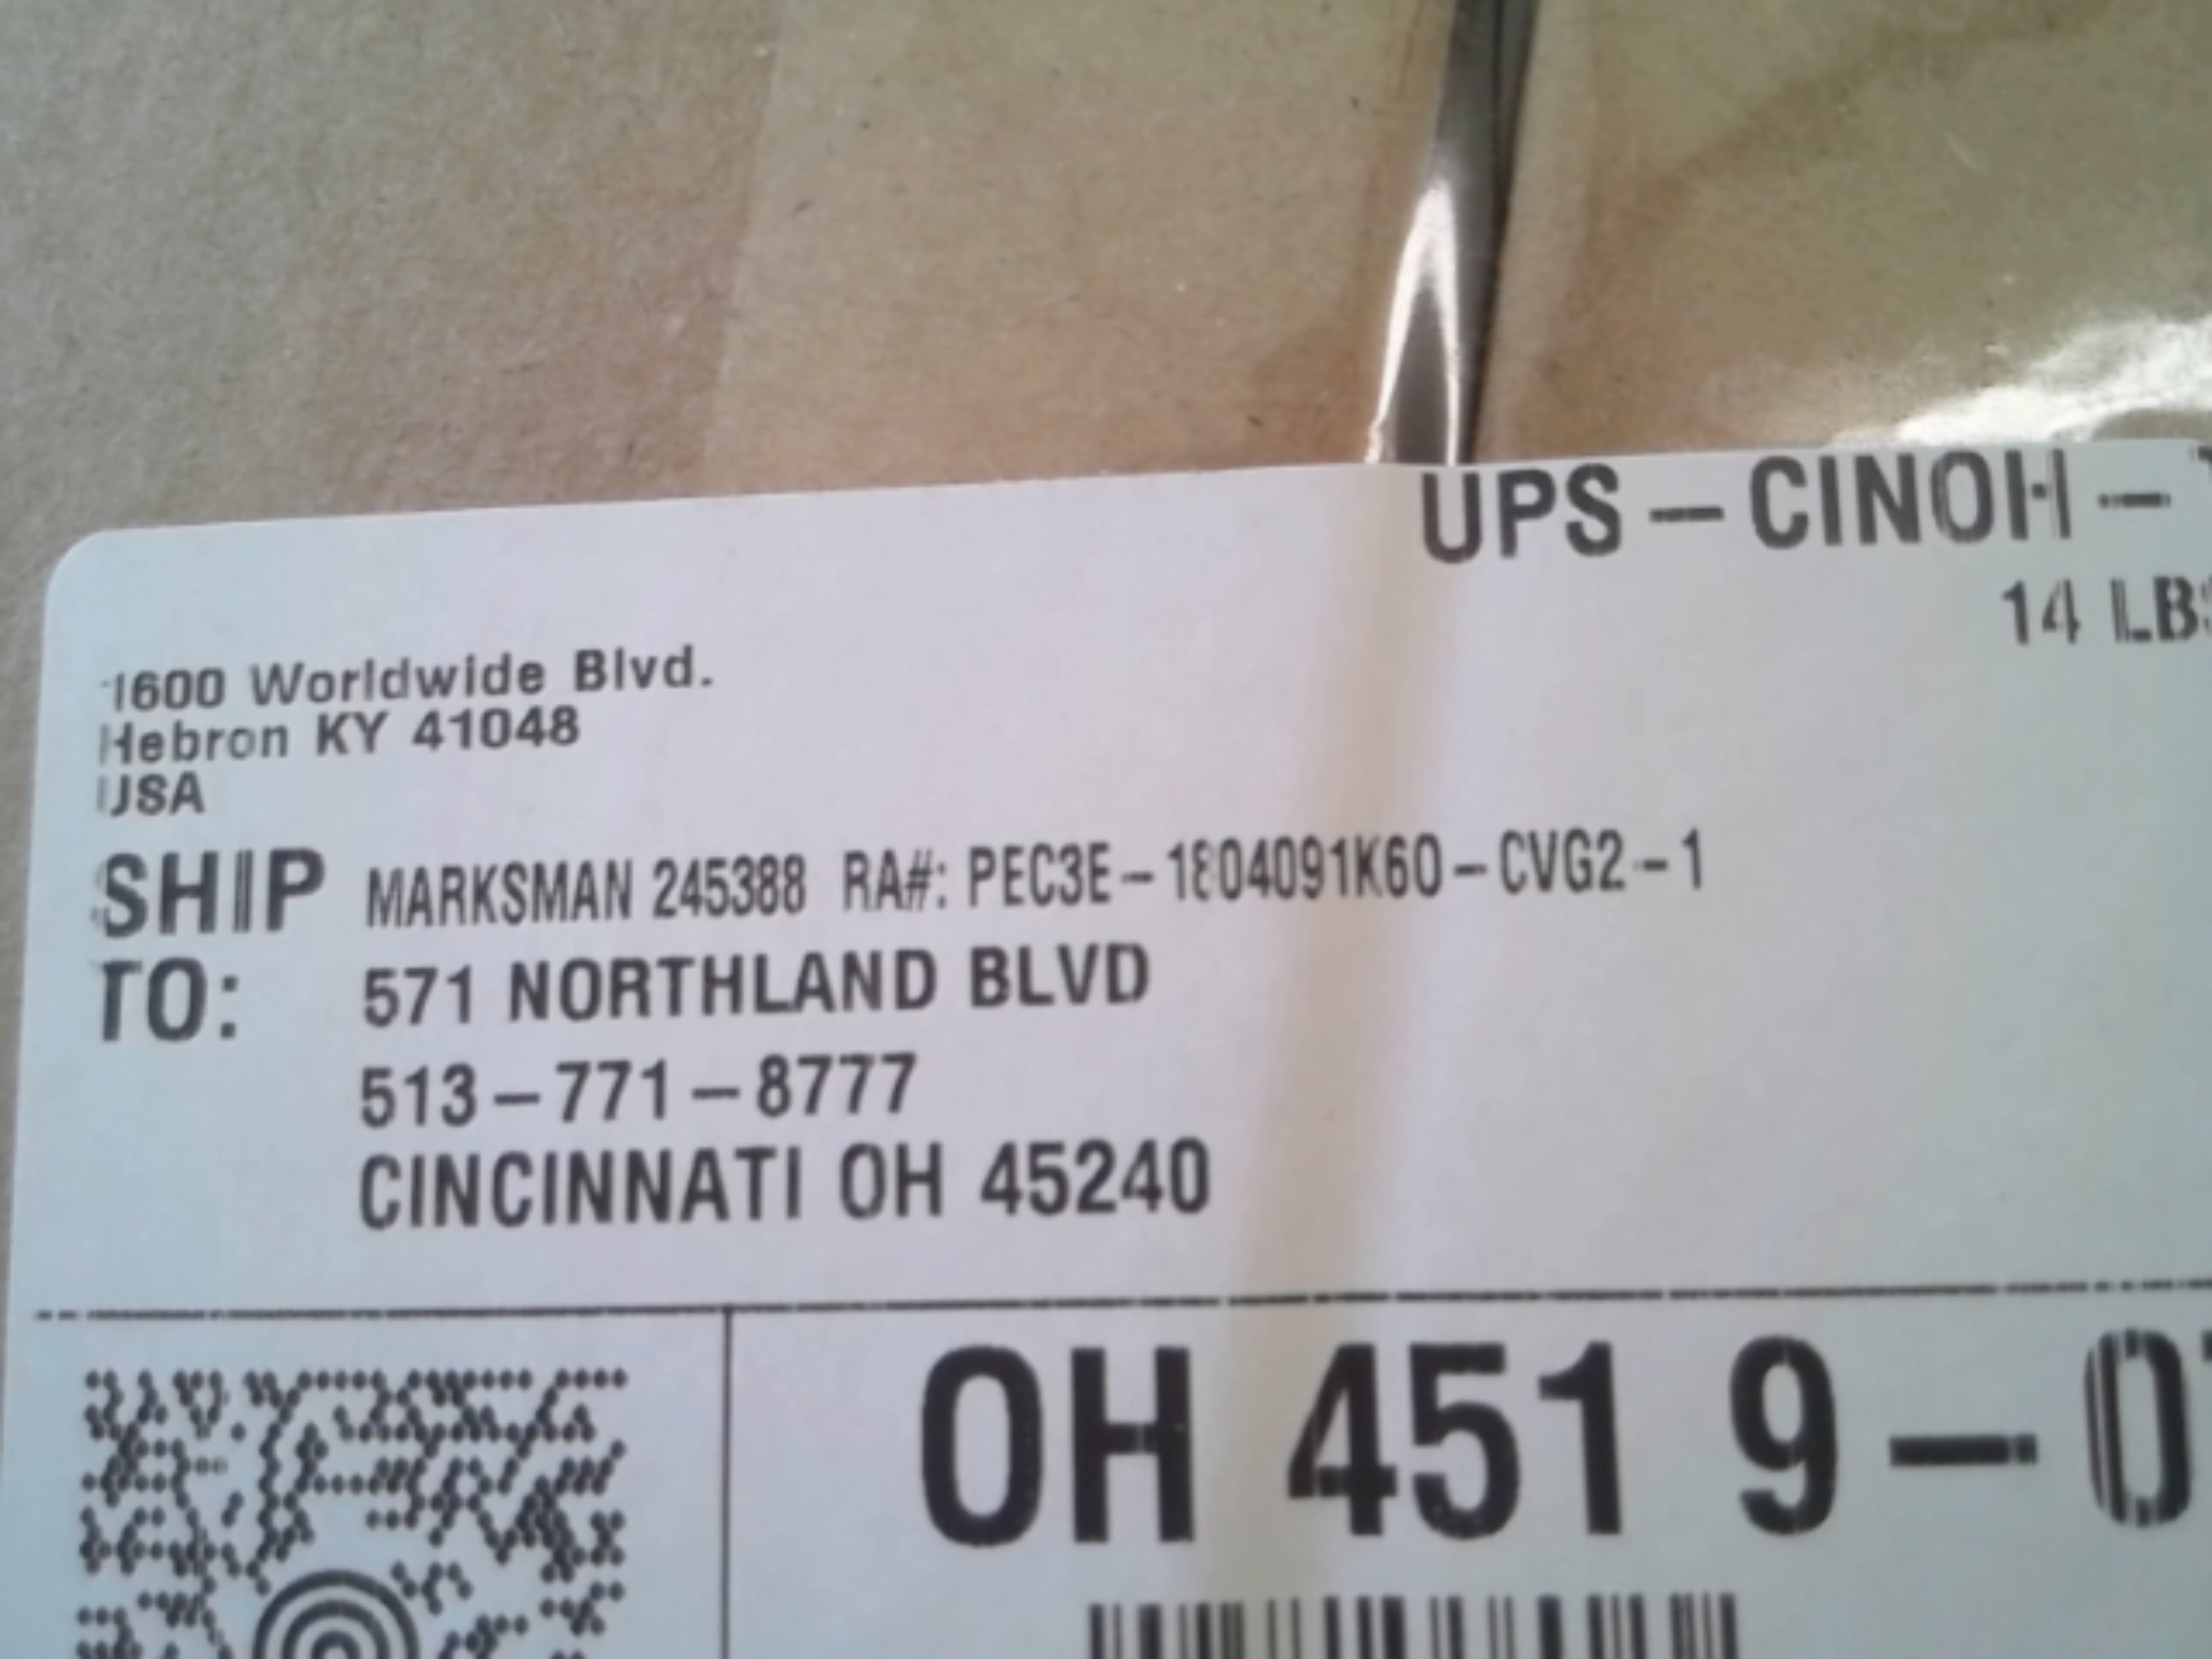 UPS – CINOH –
14 LBS
1600 Worldwide Blvd.
Hebron KY 41048
USA
SHIP TO: MARKSMAN 245388 RA#: PEC3E – 1804091K60 – CVG2 – 1
571 NORTHLAND BLVD
513 – 771 – 8777
CINCINNATI OH 45240
OH 451 9 – 0